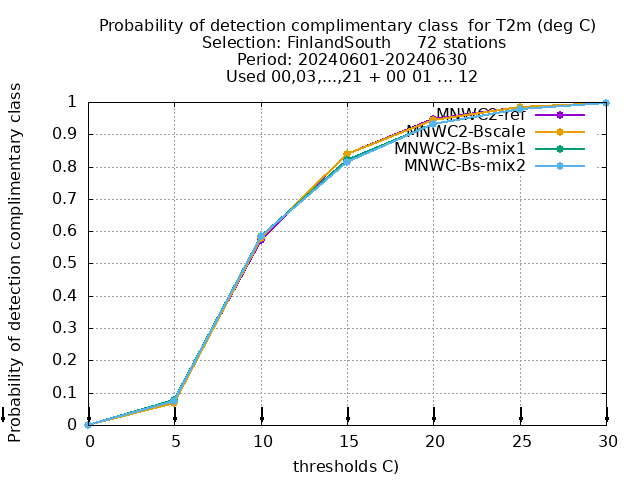 Probability of detection complimentary class  for T2m (deg C)
Selection: FinlandSouth     72 stations
Period: 20240601-20240630
Used 00,03,...,21 + 00 01 ... 12
Probability of detection complimentary class
1
0.9
0.8
0.7
0.6
0.5
0.4
0.3
0.2
0.1
0
MNWC2-ref
MNWC2-Bscale
MNWC2-Bs-mix1
MNWC-Bs-mix2
0 5 10 15 20 25 30
thresholds C)